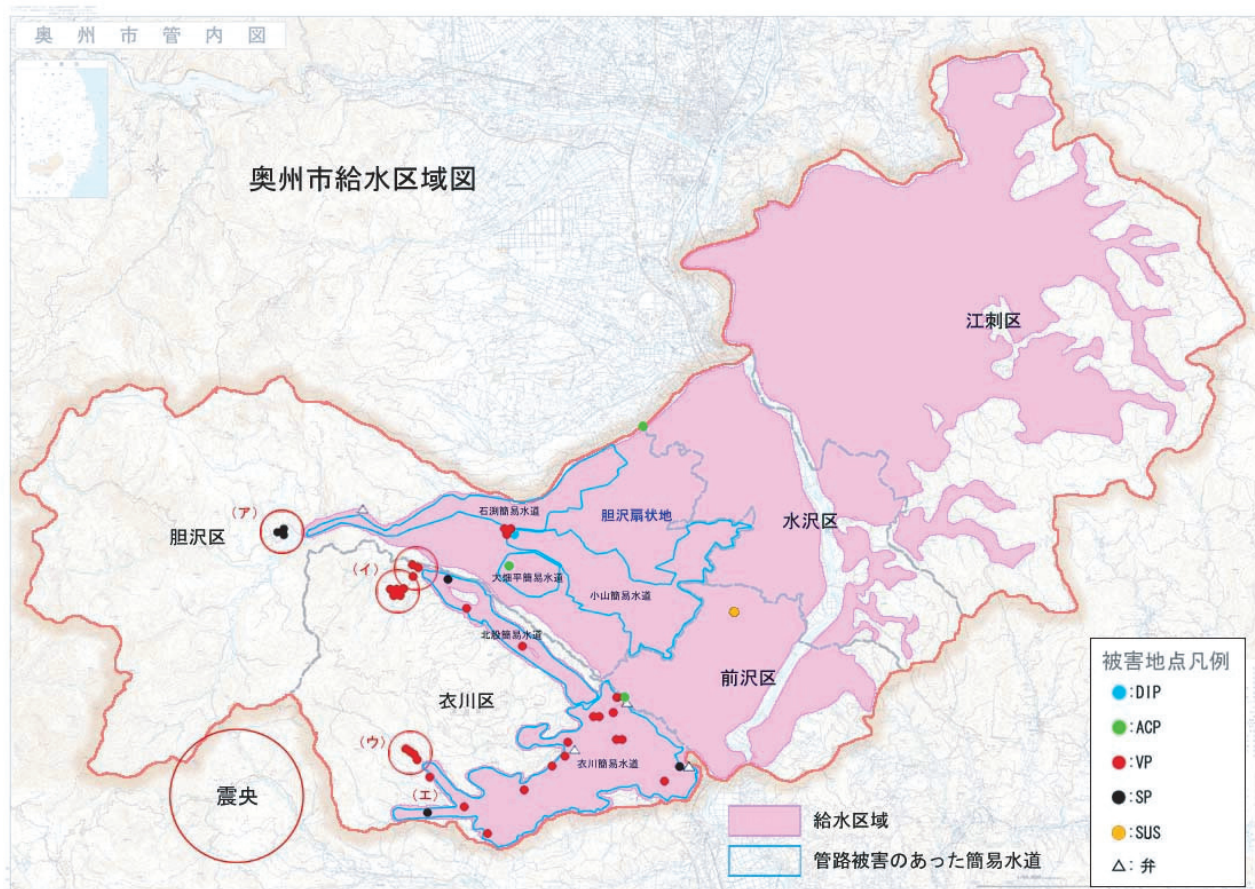 奥州市管内図
奥州市給水区域図
江刺区
胆沢扇状地
水沢区
石渕簡易水道
(ア)
胆沢区
(イ)
大畑平簡易水道
小山簡易水道
北股簡易水道
前沢区
衣川区
(ウ)
衣川簡易水道
(エ)
震央
給水区域
管路被害のあった簡易水道
被害地点凡例
:DIP
:ACP
:VP
:SP
:SUS
:弁